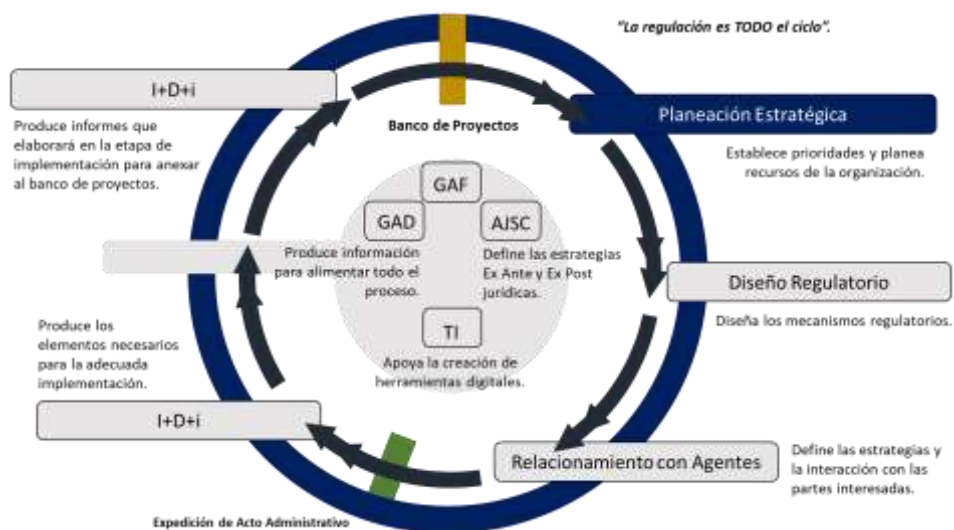 “La regulación es TODO el ciclo”.
I+D+i
Produce informes que
elaborará en la etapa de
implementación para anexar
al banco de proyectos.
Banco de Proyectos
Planeación Estratégica
Establece prioridades y planea
recursos de la organización.
GAF
GAD
AJSC
Produce información
para alimentar todo el
proceso.
Define las estrategias
Ex Ante y Ex Post
jurídicas.
Diseño Regulatorio
Diseña los mecanismos regulatorios.
TI
Apoya la creación de
herramientas digitales.
Produce los
elementos necesarios
para la adecuada
implementación.
I+D+i
Relacionamiento con Agentes
Define las estrategias y
la interacción con las
partes interesadas.
Expedición de Acto Administrativo